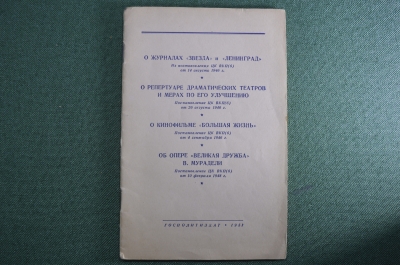 О ЖУРНАЛАХ «ЗВЕЗДА» и «ЛЕНИНГРАД»
Из постановления ЦК ВКП(б)
от 14 августа 1946 г.
О РЕПЕРТУАРЕ ДРАМАТИЧЕСКИХ ТЕАТРОВ
И МЕРАХ ПО ЕГО УЛУЧШЕНИЮ
Постановление ЦК ВКП(б)
от 26 августа 1946 г.
О КИНОФИЛЬМЕ «БОЛЬШАЯ ЖИЗНЬ»
Постановление ЦК ВКП(б)
от 4 сентября 1946 г.
ОБ ОПЕРЕ «ВЕЛИКАЯ ДРУЖБА»
В. МУРАДЕЛИ
Постановление ЦК ВКП(б)
от 10 февраля 1948 г.
ГОСПОЛИТИЗДАТ • 1951